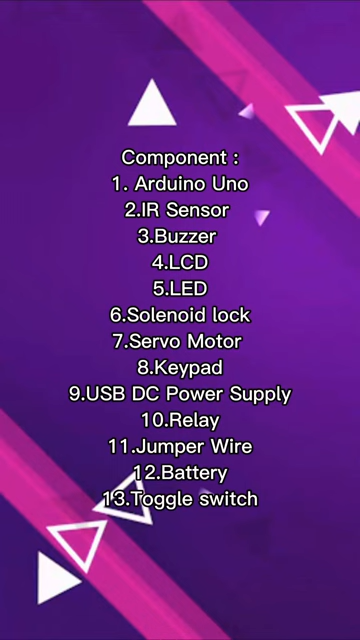 Component :
1. Arduino Uno
2.IR Sensor
3.Buzzer
4.LCD
5.LED
6.Solenoid lock
7.Servo Motor
8.Keypad
9.USB DC Power Supply
10.Relay
11.Jumper Wire
12.Battery
13.Toggle switch